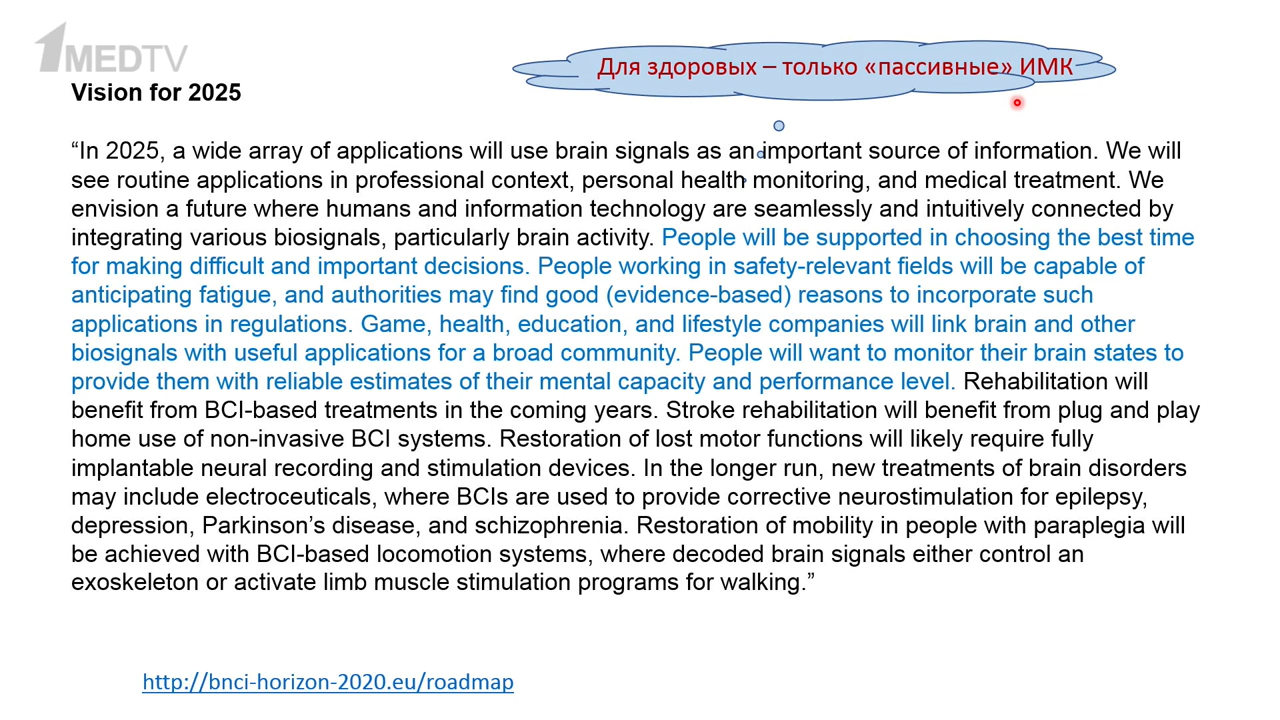 1MEDTV
Для здоровых – только «пассивные» ИМК
Vision for 2025
“In 2025, a wide array of applications will use brain signals as an important source of information. We will
see routine applications in professional context, personal health monitoring, and medical treatment. We
envision a future where humans and information technology are seamlessly and intuitively connected by
integrating various biosignals, particularly brain activity. People will be supported in choosing the best time
for making difficult and important decisions. People working in safety-relevant fields will be capable of
anticipating fatigue, and authorities may find good (evidence-based) reasons to incorporate such
applications in regulations. Game, health, education, and lifestyle companies will link brain and other
biosignals with useful applications for a broad community. People will want to monitor their brain states to
provide them with reliable estimates of their mental capacity and performance level. Rehabilitation will
benefit from BCI-based treatments in the coming years. Stroke rehabilitation will benefit from plug and play
home use of non-invasive BCI systems. Restoration of lost motor functions will likely require fully
implantable neural recording and stimulation devices. In the longer run, new treatments of brain disorders
may include electroceuticals, where BCIs are used to provide corrective neurostimulation for epilepsy,
depression, Parkinson’s disease, and schizophrenia. Restoration of mobility in people with paraplegia will
be achieved with BCI-based locomotion systems, where decoded brain signals either control an
exoskeleton or activate limb muscle stimulation programs for walking.”
http://bnci-horizon-2020.eu/roadmap